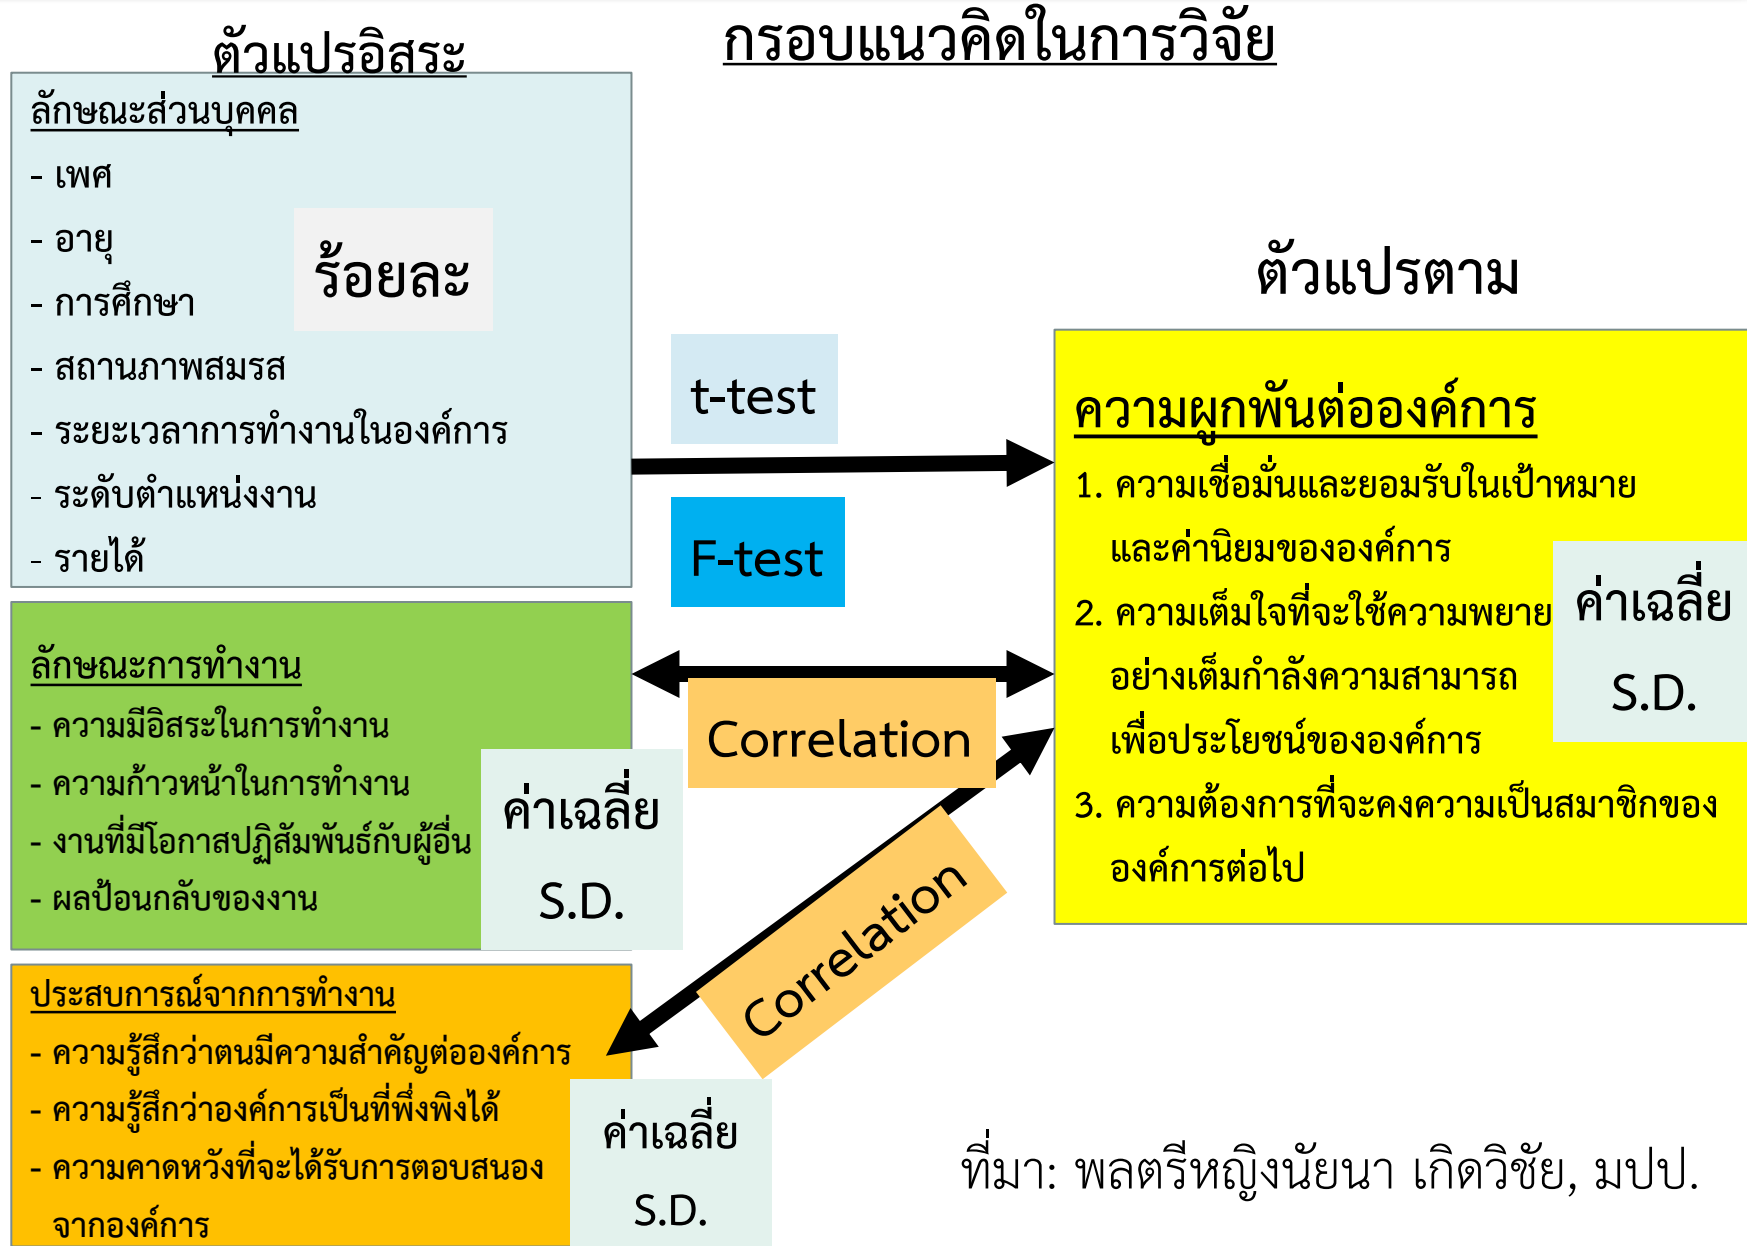 กรอบแนวคิดในการวิจัย
ตัวแปรอิสระ
ลักษณะส่วนบุคคล
- เพศ
- อายุ
- การศึกษา
- สถานภาพสมรส
- ระยะเวลาการทำงานในองค์การ
- ระดับตำแหน่งงาน
- รายได้
ร้อยละ
ลักษณะการทำงาน
- ความมีอิสระในการทำงาน
- ความก้าวหน้าในการทำงาน
- งานที่มีโอกาสปฏิสัมพันธ์กับผู้อื่น
- ผลป้อนกลับของงาน
ค่าเฉลี่ย
S.D.
ประสบการณ์จากการทำงาน
- ความรู้สึกว่าตนมีความสำคัญต่อองค์การ
- ความรู้สึกว่าองค์การเป็นที่พึ่งพิงได้
- ความคาดหวังที่จะได้รับการตอบสนอง
จากองค์การ
ค่าเฉลี่ย
S.D.
t-test
F-test
Correlation
Correlation
ตัวแปรตาม
ความผูกพันต่อองค์การ
1. ความเชื่อมั่นและยอมรับในเป้าหมาย
และค่านิยมขององค์การ
2. ความเต็มใจที่จะใช้ความพยาย
อย่างเต็มกำลังความสามารถ
เพื่อประโยชน์ขององค์การ
3. ความต้องการที่จะคงความเป็นสมาชิกของ
องค์การต่อไป
ค่าเฉลี่ย
S.D.
ที่มา: พลตรีหญิงนัยนา เกิดวิชัย, มปป.